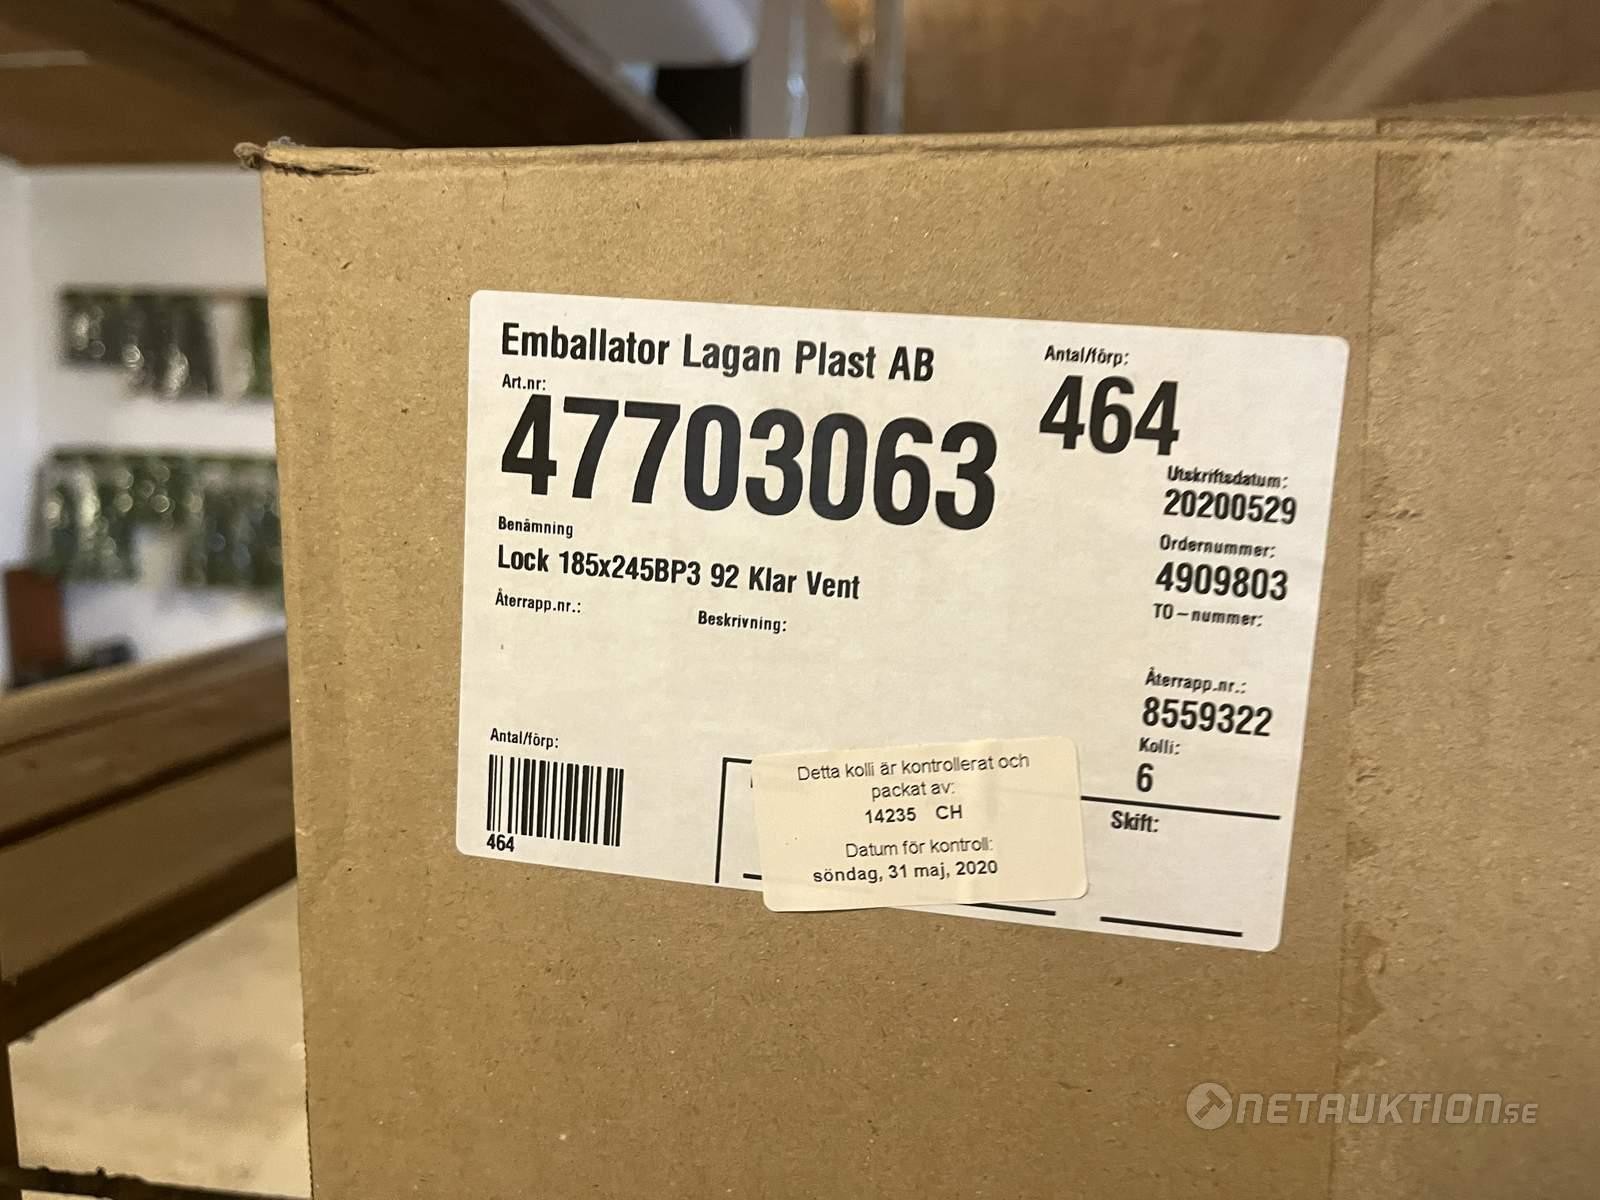 Emballator Lagan Plast AB
Antal/förp:
464
Art.nr:
47703063
Utskriftsdatum:
20200529
Benämning
Lock 185x245BP3 92 Klar Vent
Ordernummer:
4909803
TO-nummer:
Återrapp.nr.:
Beskrivning:
Återrapp.nr.:
8559322
Kolli:
6
Skift:
Antal/förp:
464
Detta kolli är kontrollerat och
packat av:
14235 CH
Datum för kontroll:
söndag, 31 maj, 2020
NETAUKTION.SE